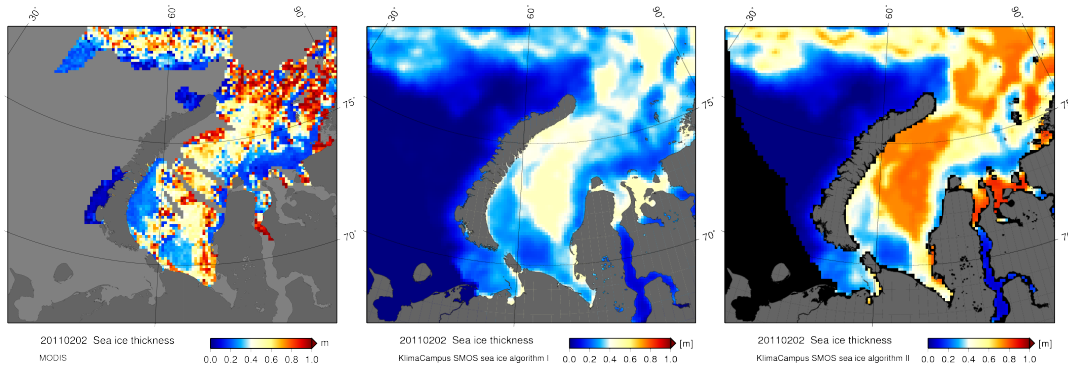 30° 60° 90°
75°
70°
20110202 Sea ice thickness
MODIS
0.0 0.2 0.4 0.6 0.8 1.0 m
30° 60° 90°
75°
70°
20110202 Sea ice thickness
KlimaCampus SMOS sea ice algorithm I
0.0 0.2 0.4 0.6 0.8 1.0 [m]
30° 60° 90°
75°
20110202 Sea ice thickness
KlimaCampus SMOS sea ice algorithm II
0.0 0.2 0.4 0.6 0.8 1.0 [m]